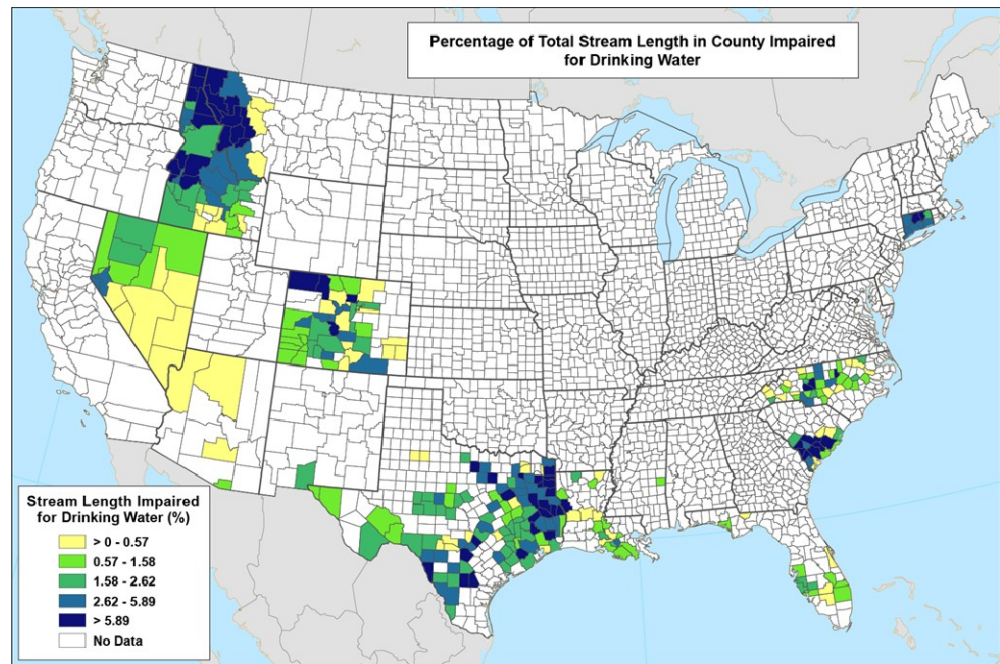 Percentage of Total Stream Length in County Impaired
for Drinking Water
Stream Length Impaired
for Drinking Water (%)
> 0 - 0.57
0.57 - 1.58
1.58 - 2.62
2.62 - 5.89
> 5.89
No Data